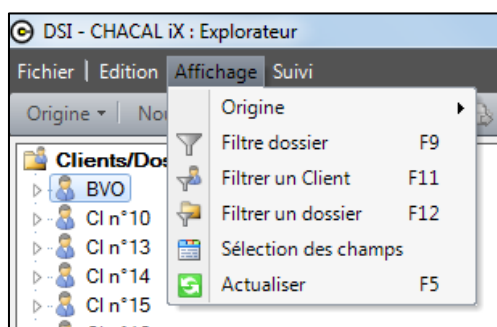 DSI - CHACAL iX : Explorateur
Fichier | Edition Affichage Suivi
Origine
Origine
Filtre dossier F9
Clients/Dos
BVO
Filtrer un Client F11
Cl n°10
Filtrer un dossier F12
Cl n°13
Sélection des champs
Cl n°14
Actualiser F5
Cl n°15